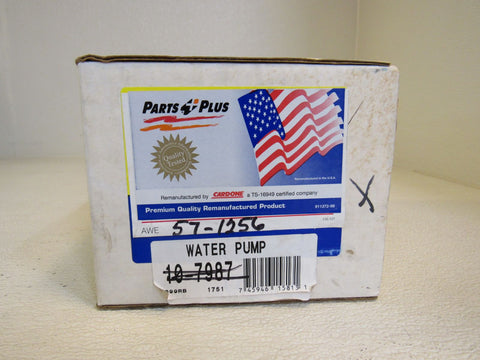 PARTS PLUS
Quality
Tested
Remanufactured in the U.S.A.
Remanufactured by CARDONE a TS-16949 certified company
Premium Quality Remanufactured Product
AWE 57-1256
X
WATER PUMP
10-7987
1751